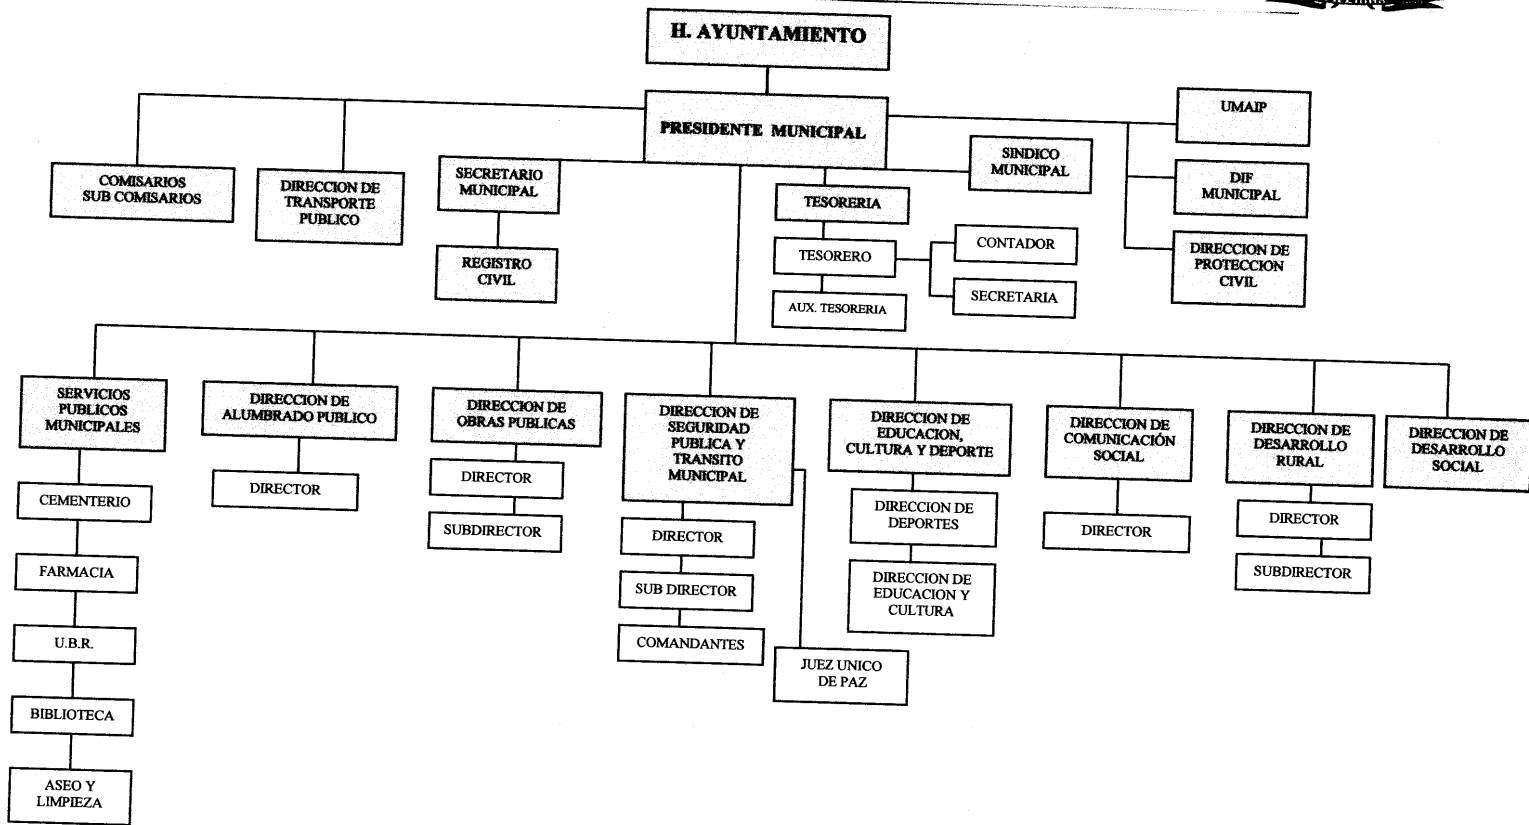 H. AYUNTAMIENTO
PRESIDENTE MUNICIPAL
UMAIP
SINDICO
MUNICIPAL
DIF
MUNICIPAL
DIRECCION DE
PROTECCION
CIVIL
COMISARIOS
SUB COMISARIOS
DIRECCION DE
TRANSPORTE
PUBLICO
SECRETARIO
MUNICIPAL
REGISTRO
CIVIL
TESORERIA
TESORERO
AUX. TESORERIA
CONTADOR
SECRETARIA
SERVICIOS
PUBLICOS
MUNICIPALES
CEMENTERIO
FARMACIA
U.B.R.
BIBLIOTECA
ASEO Y
LIMPIEZA
DIRECCION DE
ALUMBRADO PUBLICO
DIRECTOR
DIRECCION DE
OBRAS PUBLICAS
DIRECTOR
SUBDIRECTOR
DIRECCION DE
SEGURIDAD
PUBLICA Y
TRANSITO
MUNICIPAL
DIRECTOR
SUB DIRECTOR
COMANDANTES
JUEZ UNICO
DE PAZ
DIRECCION DE
EDUCACION,
CULTURA Y DEPORTE
DIRECCION DE
DEPORTES
DIRECCION DE
EDUCACION Y
CULTURA
DIRECCION DE
COMUNICACIÓN
SOCIAL
DIRECTOR
DIRECCION DE
DESARROLLO
RURAL
DIRECTOR
SUBDIRECTOR
DIRECCION DE
DESARROLLO
SOCIAL